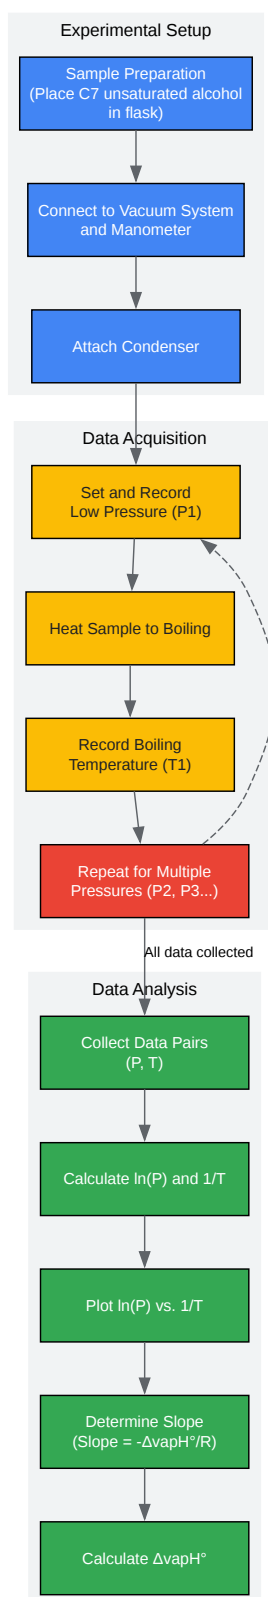 Experimental Setup
Sample Preparation
(Place C7 unsaturated alcohol
in flask)
Connect to Vacuum System
and Manometer
Attach Condenser
Data Acquisition
Set and Record
Low Pressure (P1)
Heat Sample to Boiling
Record Boiling
Temperature (T1)
Repeat for Multiple
Pressures (P2, P3...)
All data collected
Data Analysis
Collect Data Pairs
(P, T)
Calculate ln(P) and 1/T
Plot ln(P) vs. 1/T
Determine Slope
(Slope = -ΔvapH°/R)
Calculate ΔvapH°